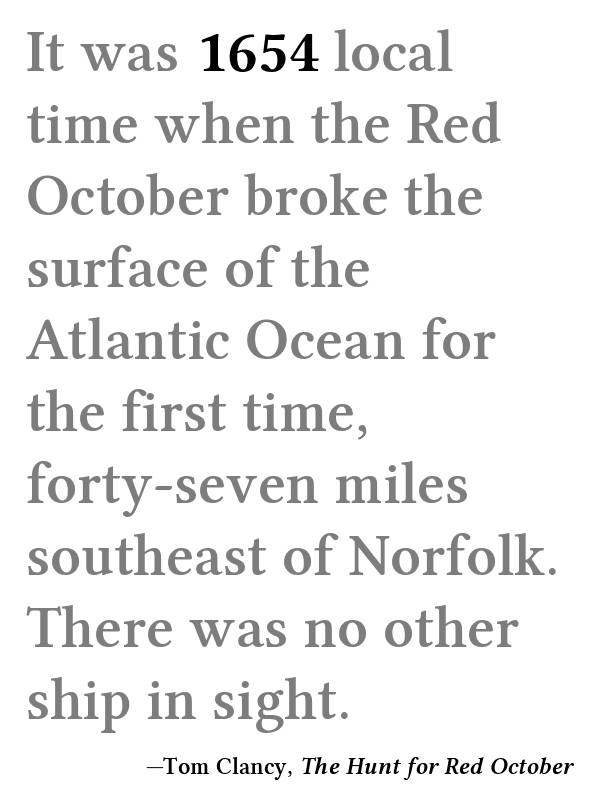 It was 1654 local
time when the Red
October broke the
surface of the
Atlantic Ocean for
the first time,
forty-seven miles
southeast of Norfolk.
There was no other
ship in sight.
—Tom Clancy, The Hunt for Red October